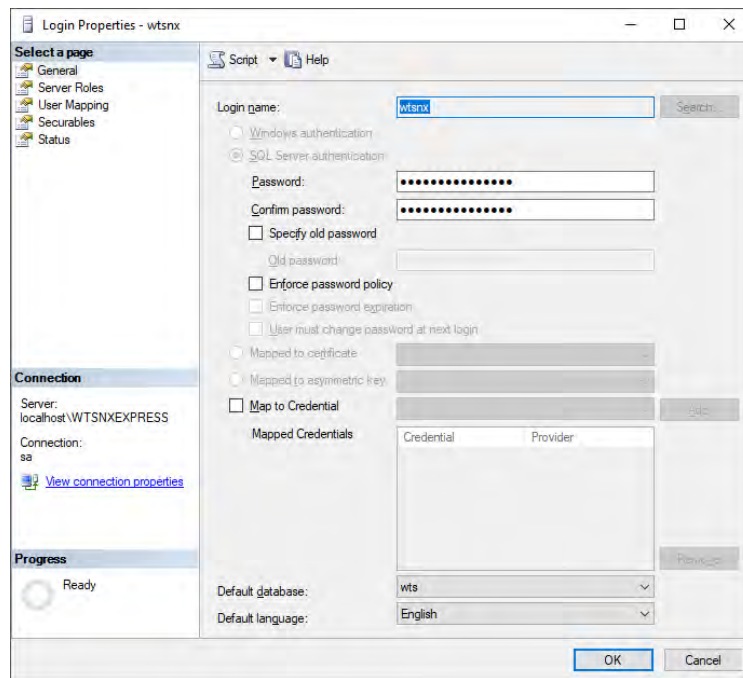 Login Properties - wtsnx
Select a page
General
Server Roles
User Mapping
Securables
Status
Connection
Server:
localhost\WTSNXEXPRESS
Connection:
sa
View connection properties
Progress
Ready
Script Help
Login name: wtsnx Search...
Windows authentication
SQL Server authentication
Password: ●●●●●●●●●●●●●●●
Confirm password: ●●●●●●●●●●●●●●●
Specify old password
Old password
Enforce password policy
Enforce password expiration
User must change password at next login
Mapped to certificate
Mapped to asymmetric key
Map to Credential
Mapped Credentials Credential Provider
Default database: wts
Default language: English
OK Cancel